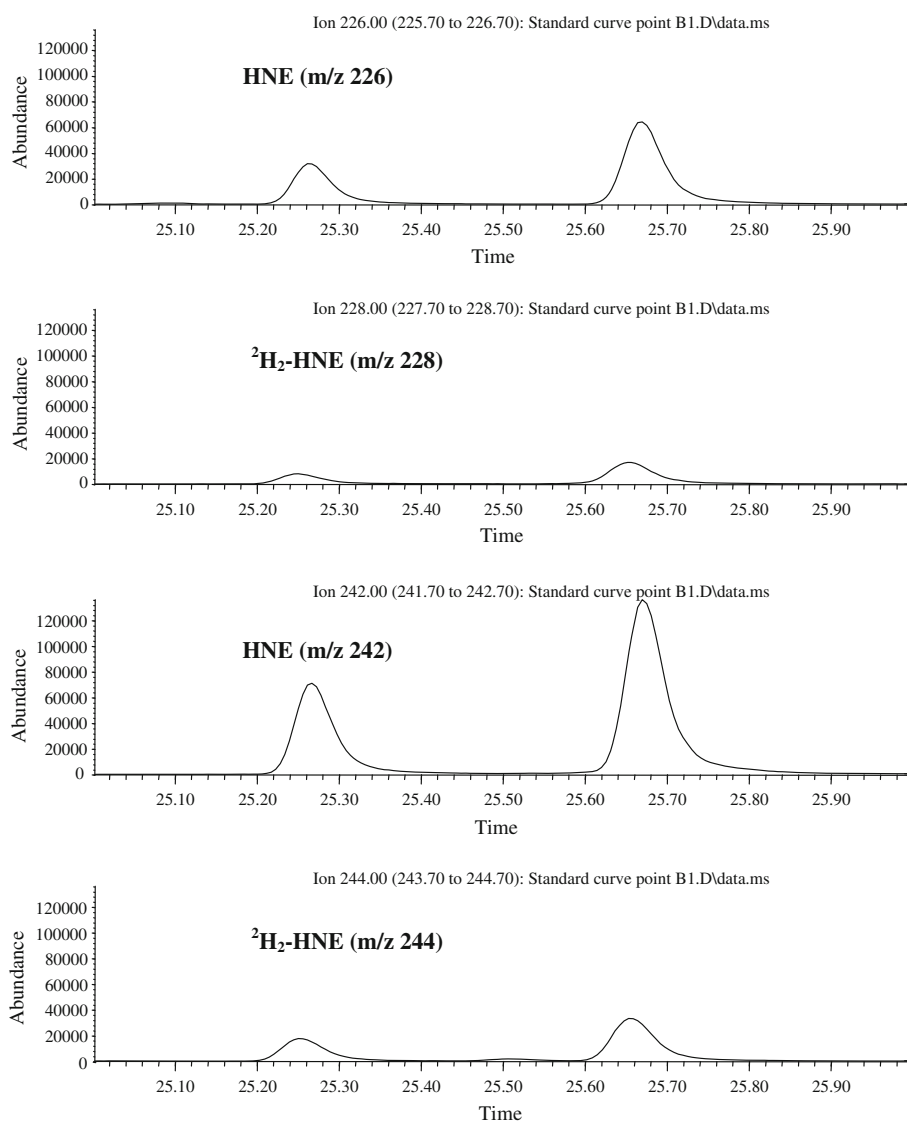 Ion 226.00 (225.70 to 226.70): Standard curve point B1.D\data.ms
HNE (m/z 226)
Abundance
120000
100000
80000
60000
40000
20000
0
25.10 25.20 25.30 25.40 25.50 25.60 25.70 25.80 25.90
Time
Ion 228.00 (227.70 to 228.70): Standard curve point B1.D\data.ms
²H₂-HNE (m/z 228)
Abundance
120000
100000
80000
60000
40000
20000
0
25.10 25.20 25.30 25.40 25.50 25.60 25.70 25.80 25.90
Time
Ion 242.00 (241.70 to 242.70): Standard curve point B1.D\data.ms
HNE (m/z 242)
Abundance
120000
100000
80000
60000
40000
20000
0
25.10 25.20 25.30 25.40 25.50 25.60 25.70 25.80 25.90
Time
Ion 244.00 (243.70 to 244.70): Standard curve point B1.D\data.ms
²H₂-HNE (m/z 244)
Abundance
120000
100000
80000
60000
40000
20000
0
25.10 25.20 25.30 25.40 25.50 25.60 25.70 25.80 25.90
Time